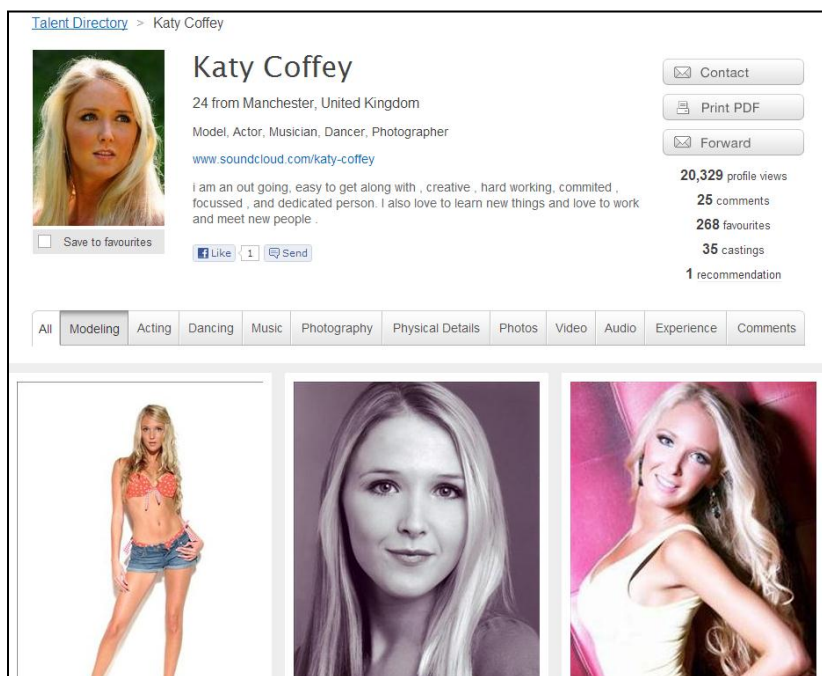 Talent Directory > Katy Coffey
Katy Coffey
24 from Manchester, United Kingdom
Model, Actor, Musician, Dancer, Photographer
www.soundcloud.com/katy-coffey
i am an out going, easy to get along with , creative , hard working, commited ,
focussed , and dedicated person. I also love to learn new things and love to work
and meet new people .
Save to favourites
Like 1 Send
Contact
Print PDF
Forward
20,329 profile views
25 comments
268 favourites
35 castings
1 recommendation
All Modeling Acting Dancing Music Photography Physical Details Photos Video Audio Experience Comments